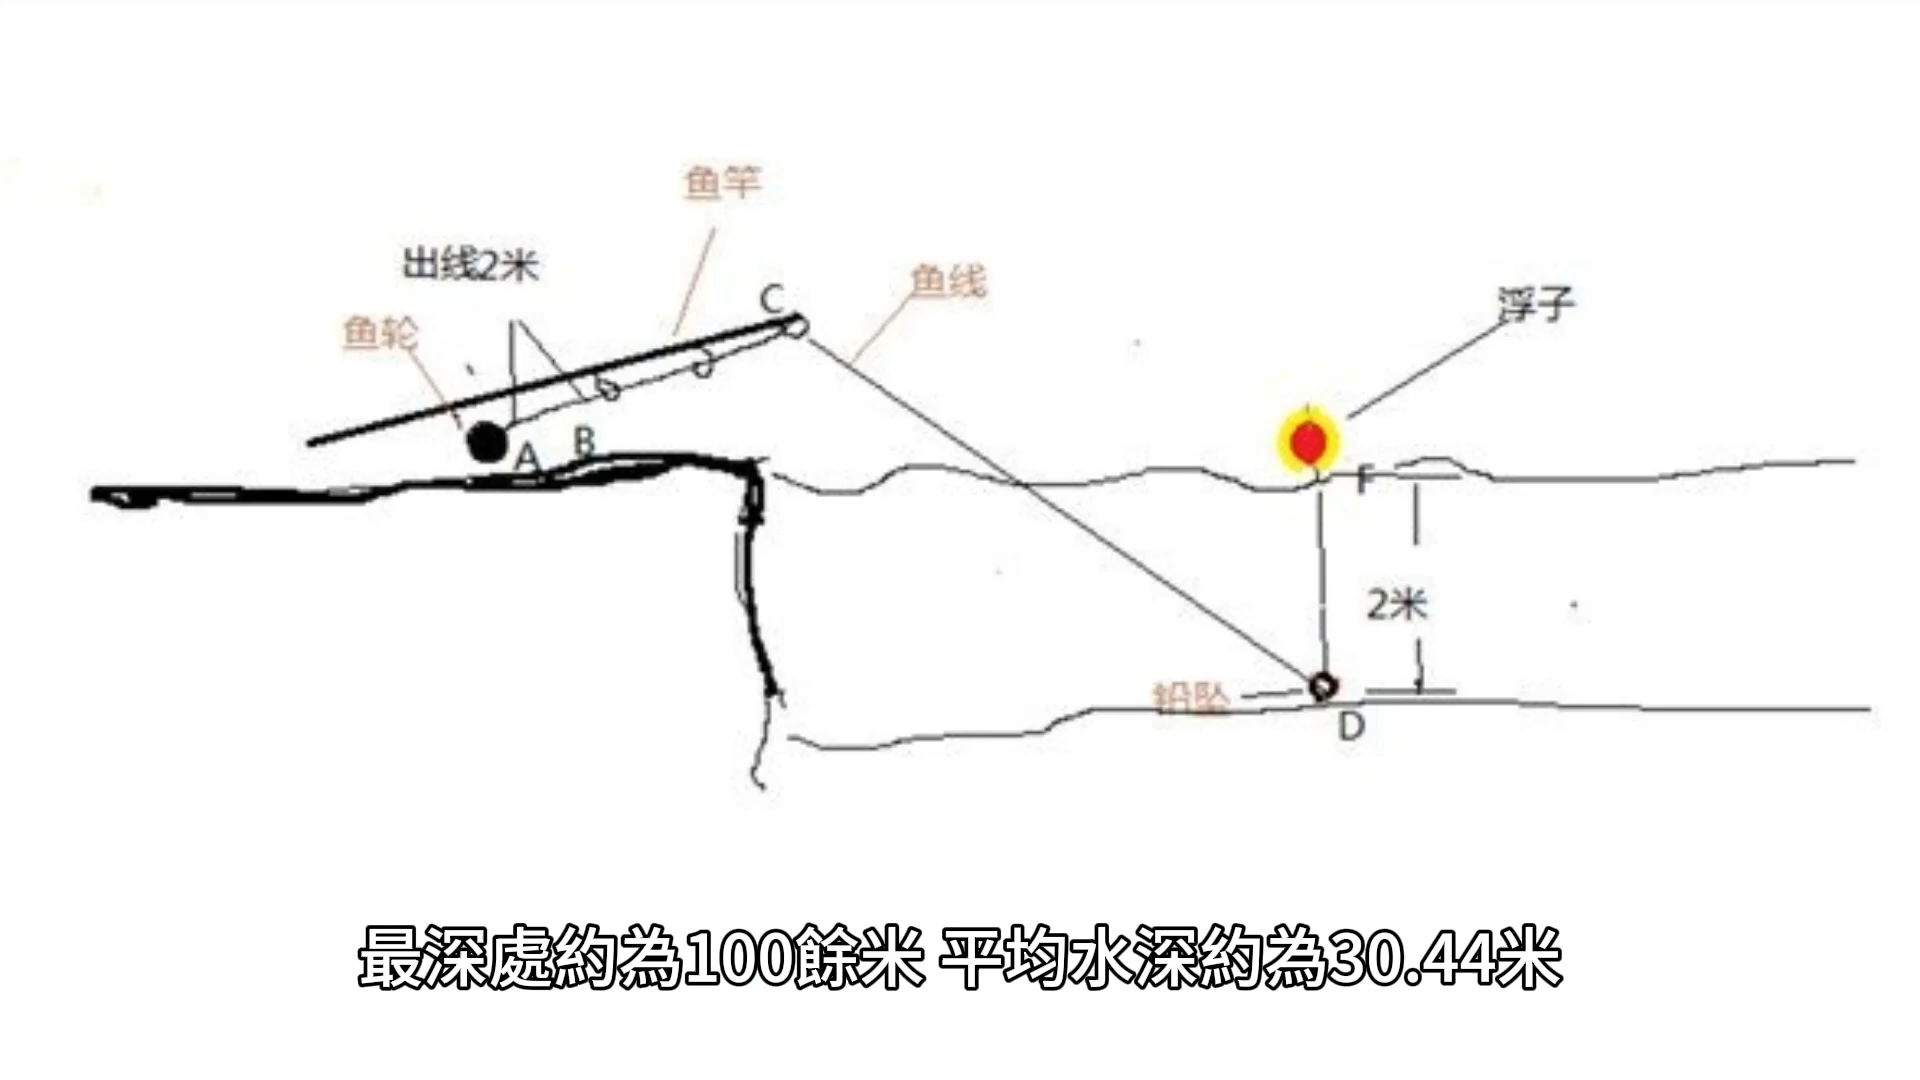 鱼竿
出线2米
C
鱼线
浮子
鱼轮
A
B
F
2米
铅坠
D
最深處約為100餘米 平均水深約為30.44米